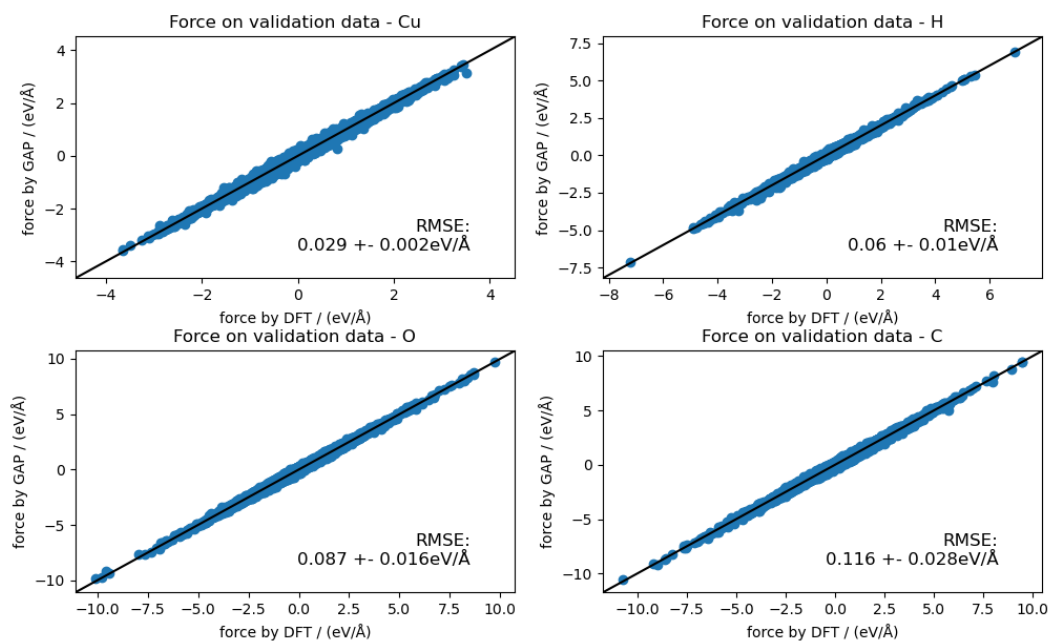 Force on validation data - Cu
force by GAP / (eV/Å)
4
2
0
−2
−4
RMSE:
0.029 +- 0.002eV/Å
−4
−2
0
2
4
force by DFT / (eV/Å)
Force on validation data - H
force by GAP / (eV/Å)
7.5
5.0
2.5
0.0
−2.5
−5.0
−7.5
RMSE:
0.06 +- 0.01eV/Å
−8
−6
−4
−2
0
2
4
6
force by DFT / (eV/Å)
Force on validation data - O
force by GAP / (eV/Å)
10
5
0
−5
−10
RMSE:
0.087 +- 0.016eV/Å
−10.0
−7.5
−5.0
−2.5
0.0
2.5
5.0
7.5
10.0
force by DFT / (eV/Å)
Force on validation data - C
force by GAP / (eV/Å)
10
5
0
−5
−10
RMSE:
0.116 +- 0.028eV/Å
−10.0
−7.5
−5.0
−2.5
0.0
2.5
5.0
7.5
10.0
force by DFT / (eV/Å)